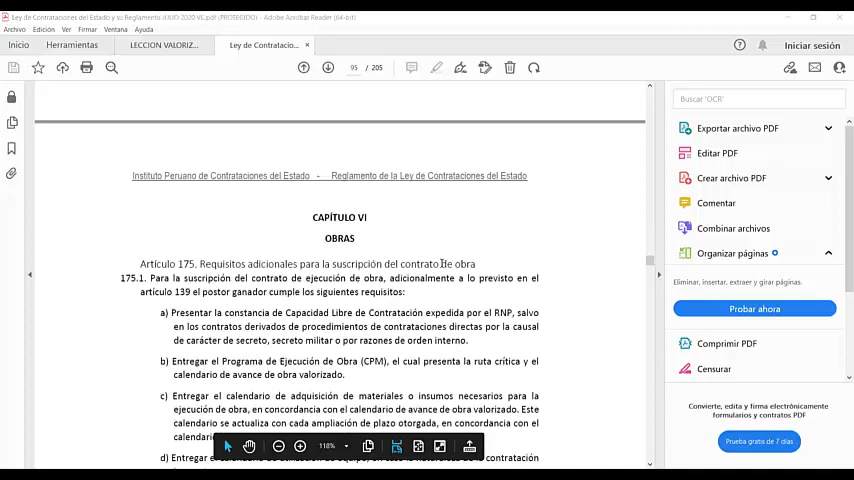 Ley de Contrataciones del Estado y su Reglamento JULIO 2020 VC.pdf (PROTEGIDO) - Adobe Acrobat Reader (64-bit)
Archivo Edición Ver Firmar Ventana Ayuda
Inicio Herramientas LECCION VALORIZ... Ley de Contratacio... × Iniciar sesión
95 / 205
Buscar 'OCR'
Exportar archivo PDF
Editar PDF
Crear archivo PDF
Comentar
Combinar archivos
Organizar páginas
Eliminar, insertar, extraer y girar páginas.
Probar ahora
Comprimir PDF
Censurar
Convierte, edita y firma electrónicamente
formularios y contratos PDF
Prueba gratis de 7 días
Instituto Peruano de Contrataciones del Estado - Reglamento de la Ley de Contrataciones del Estado
CAPÍTULO VI
OBRAS
Artículo 175. Requisitos adicionales para la suscripción del contrato de obra
175.1. Para la suscripción del contrato de ejecución de obra, adicionalmente a lo previsto en el
artículo 139 el postor ganador cumple los siguientes requisitos:
a) Presentar la constancia de Capacidad Libre de Contratación expedida por el RNP, salvo
en los contratos derivados de procedimientos de contrataciones directas por la causal
de carácter de secreto, secreto militar o por razones de orden interno.
b) Entregar el Programa de Ejecución de Obra (CPM), el cual presenta la ruta crítica y el
calendario de avance de obra valorizado.
c) Entregar el calendario de adquisición de materiales o insumos necesarios para la
ejecución de obra, en concordancia con el calendario de avance de obra valorizado. Este
calendario se actualiza con cada ampliación de plazo otorgada, en concordancia con el
118%
d) la contratación